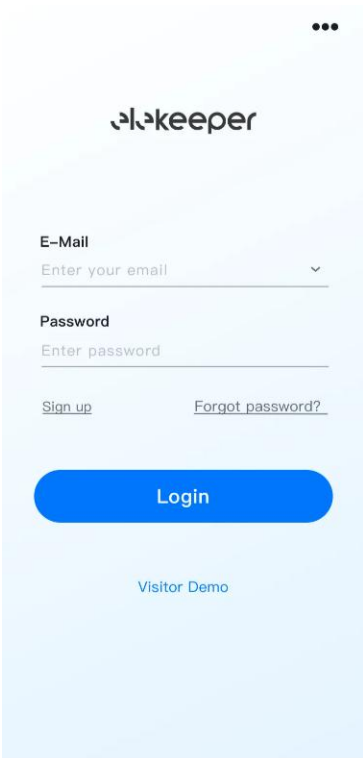 elekeeper
E-Mail
Enter your email
Password
Enter password
Sign up
Forgot password?
Login
Visitor Demo